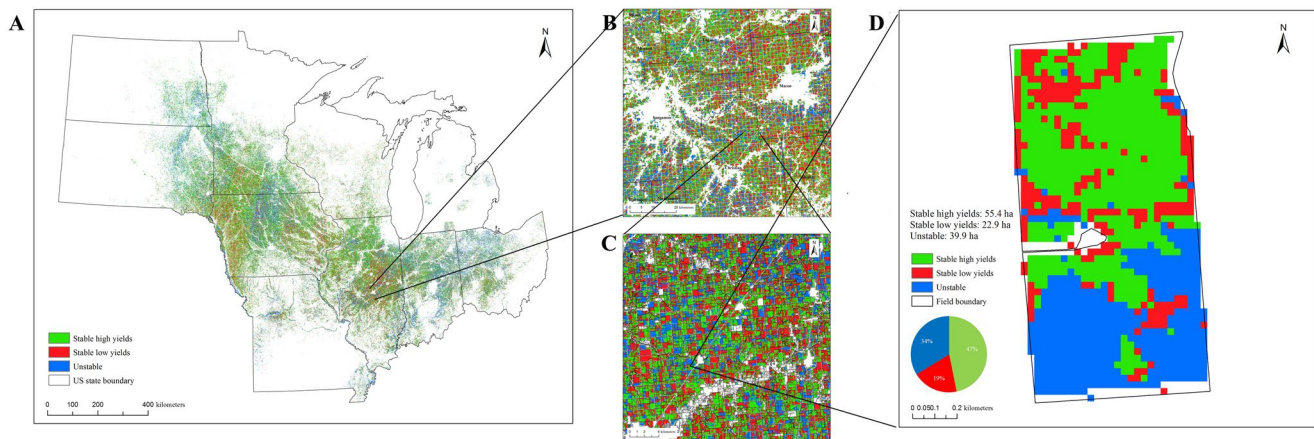 A
N
Stable high yields
Stable low yields
Unstable
US state boundary
0 100 200 400 kilometers
B
N
Macon
Sangamon
C
N
D
N
Stable high yields: 55.4 ha
Stable low yields: 22.9 ha
Unstable: 39.9 ha
Stable high yields
Stable low yields
Unstable
Field boundary
34%
47%
19%
0 0.05 0.1 0.2 kilometers